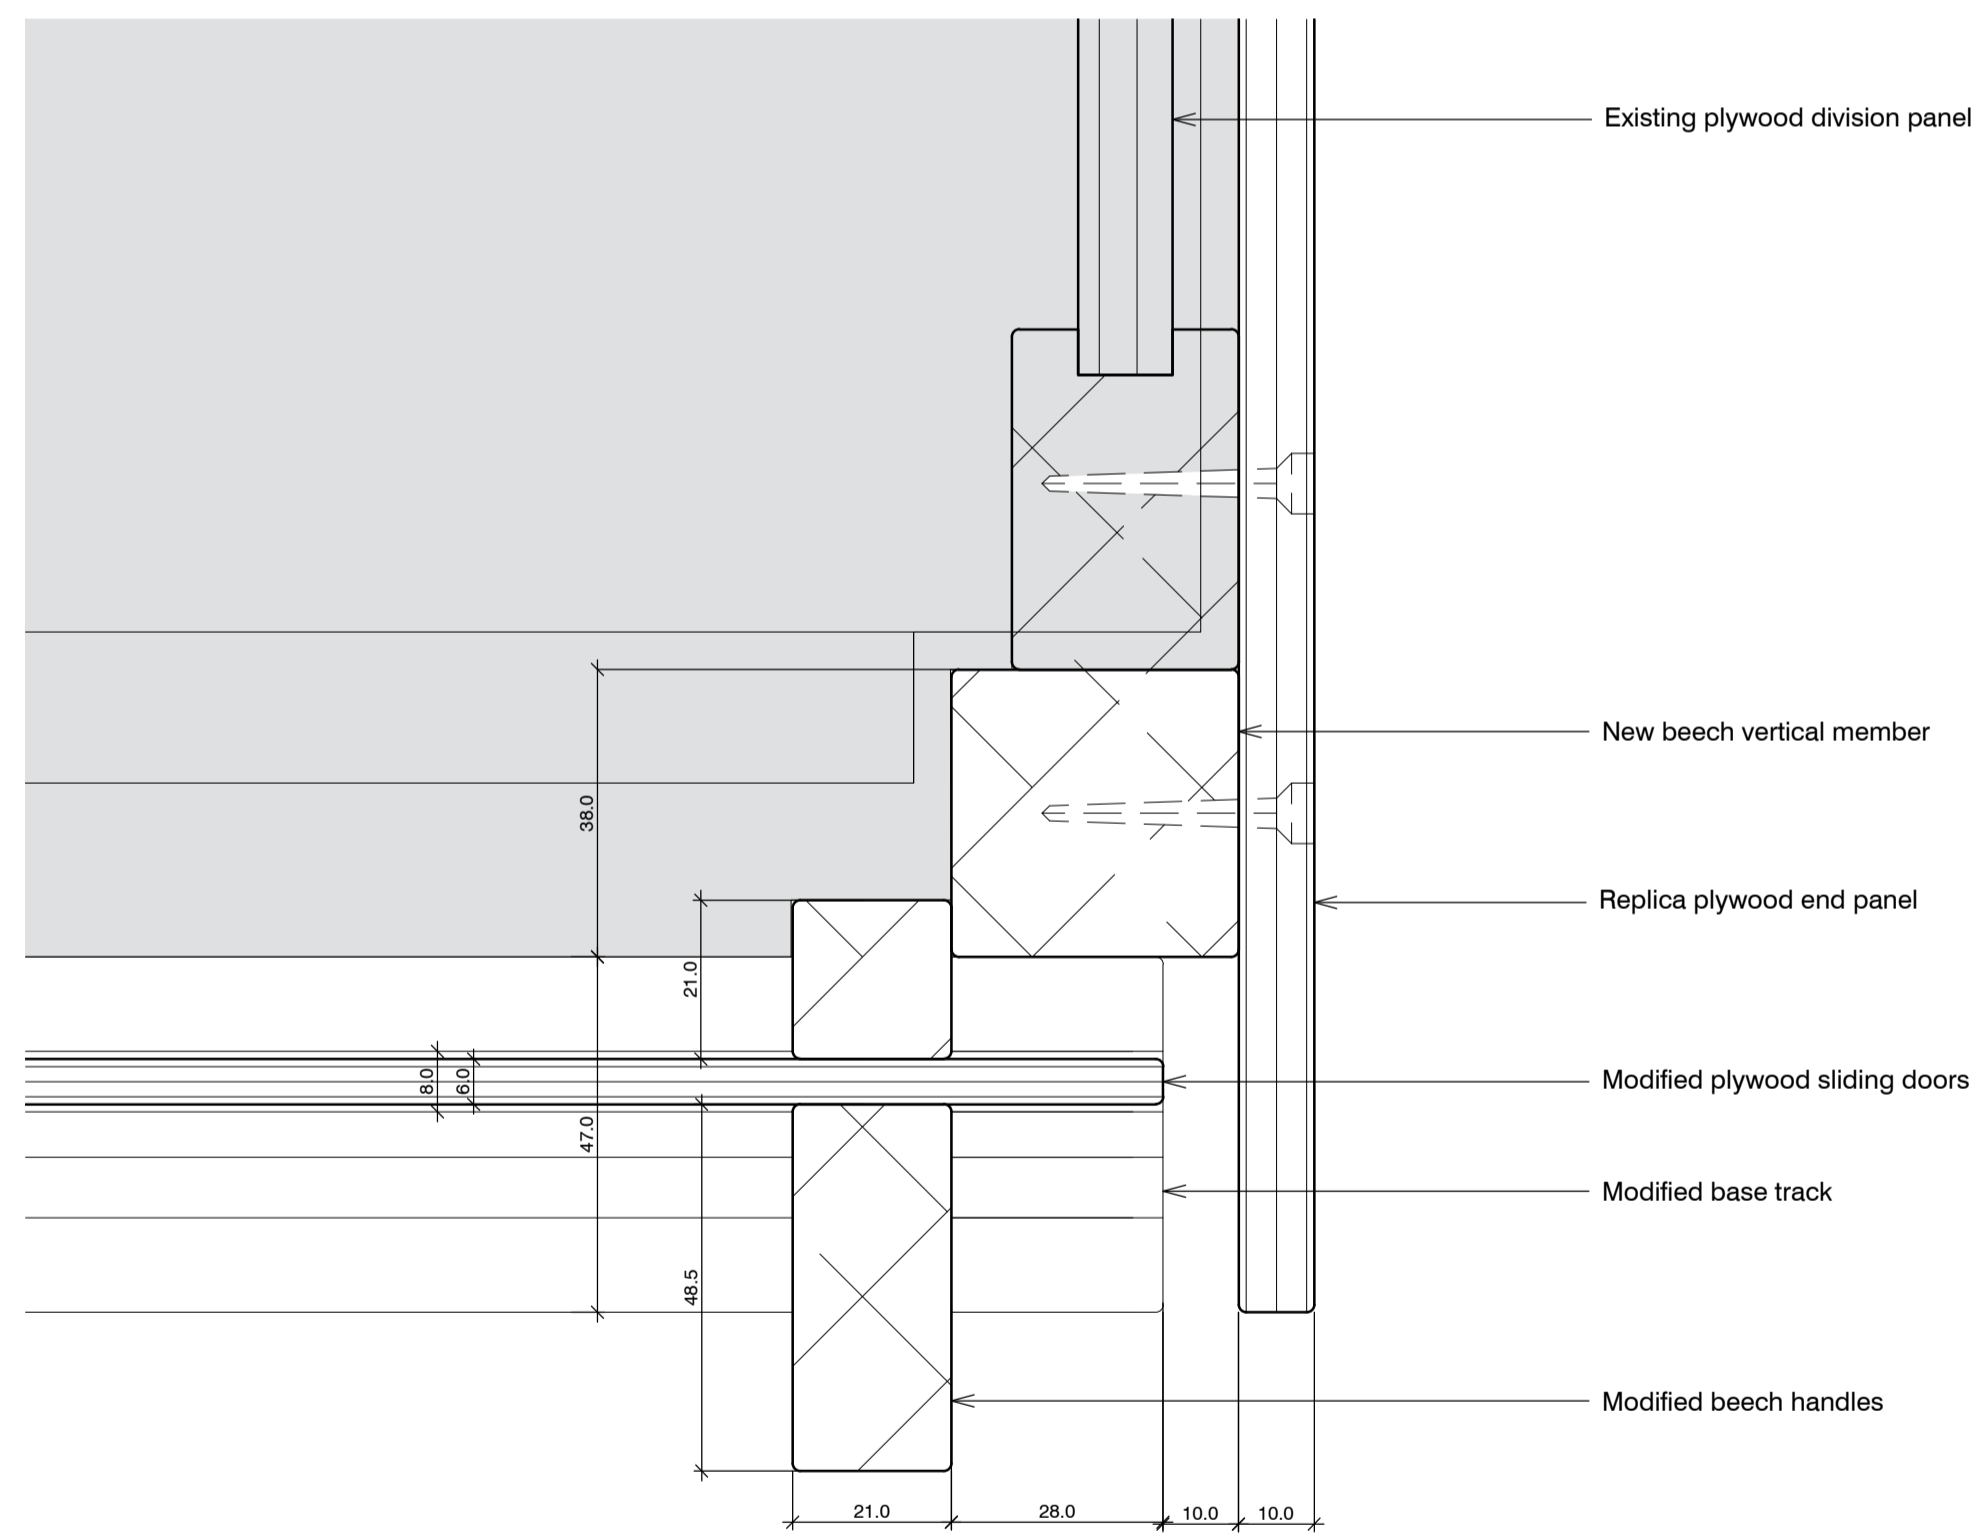 Existing plywood division panel
New beech vertical member
38.0
Replica plywood end panel
21.0
8.0
6.0
Modified plywood sliding doors
47.0
Modified base track
48.5
Modified beech handles
21.0
28.0
10.0
10.0